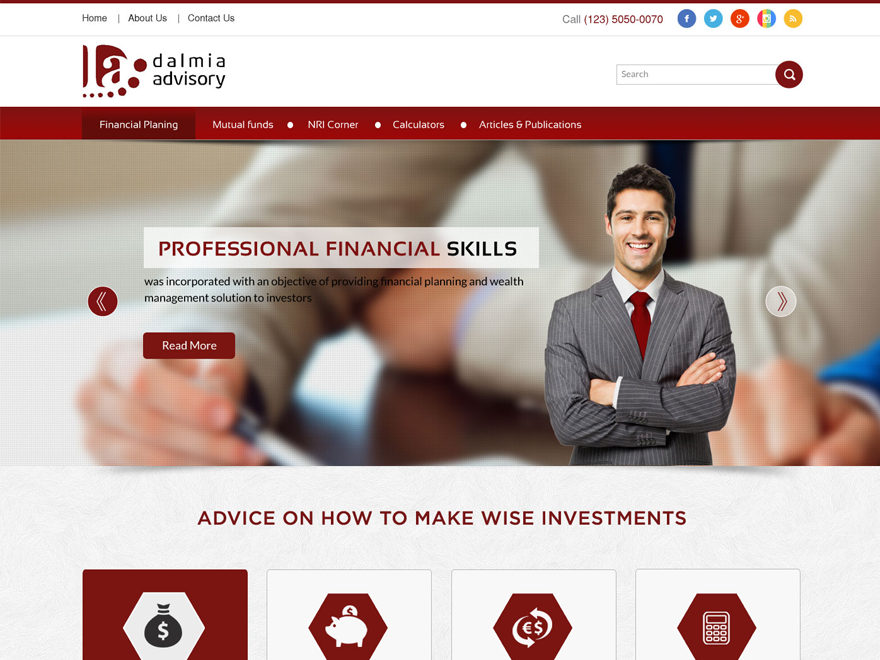 Home | About Us | Contact Us
Call (123) 5050-0070
dalmia
advisory
Search
Financial Planing
Mutual funds
NRI Corner
Calculators
Articles & Publications
PROFESSIONAL FINANCIAL SKILLS
was incorporated with an objective of providing financial planning and wealth
management solution to investors
Read More
ADVICE ON HOW TO MAKE WISE INVESTMENTS